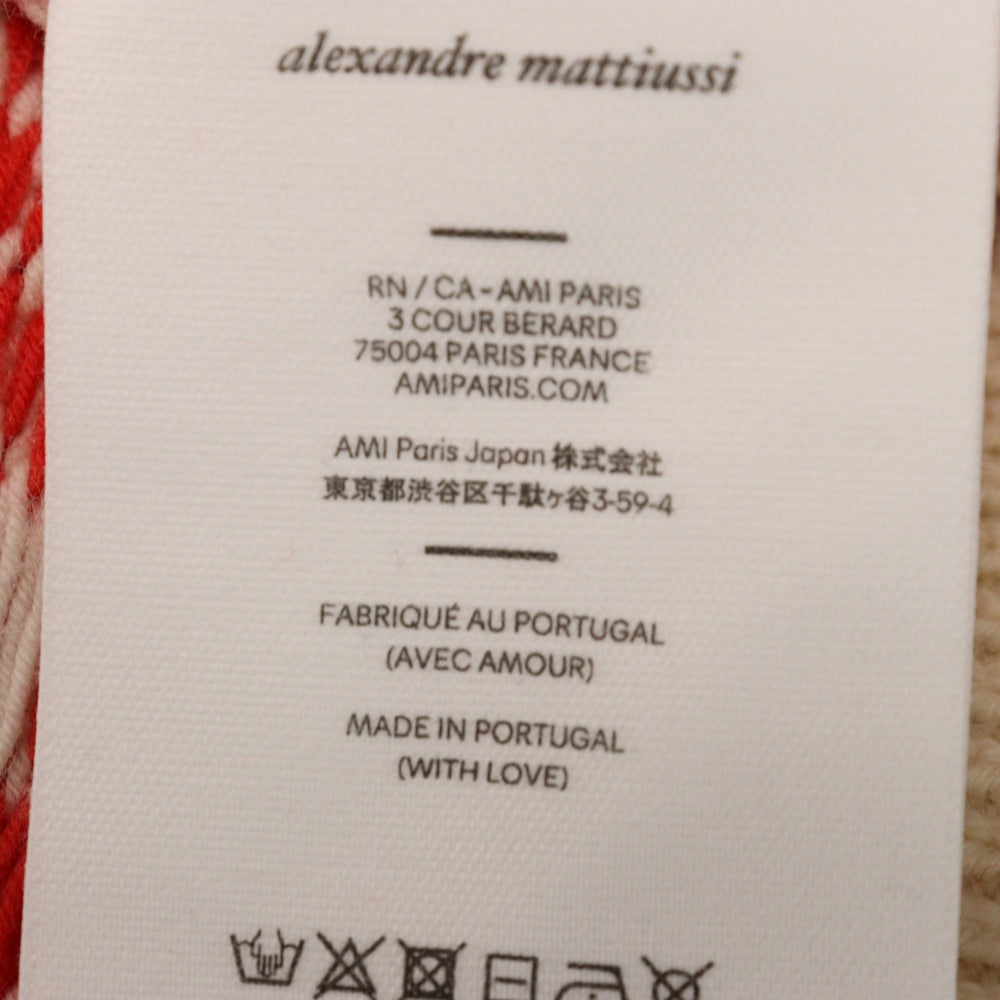 alexandre mattiussi
RN / CA - AMI PARIS
3 COUR BERARD
75004 PARIS FRANCE
AMIPARIS.COM
AMI Paris Japan 株式会社
東京都渋谷区千駄ヶ谷3-59-4
FABRIQUÉ AU PORTUGAL
(AVEC AMOUR)
MADE IN PORTUGAL
(WITH LOVE)